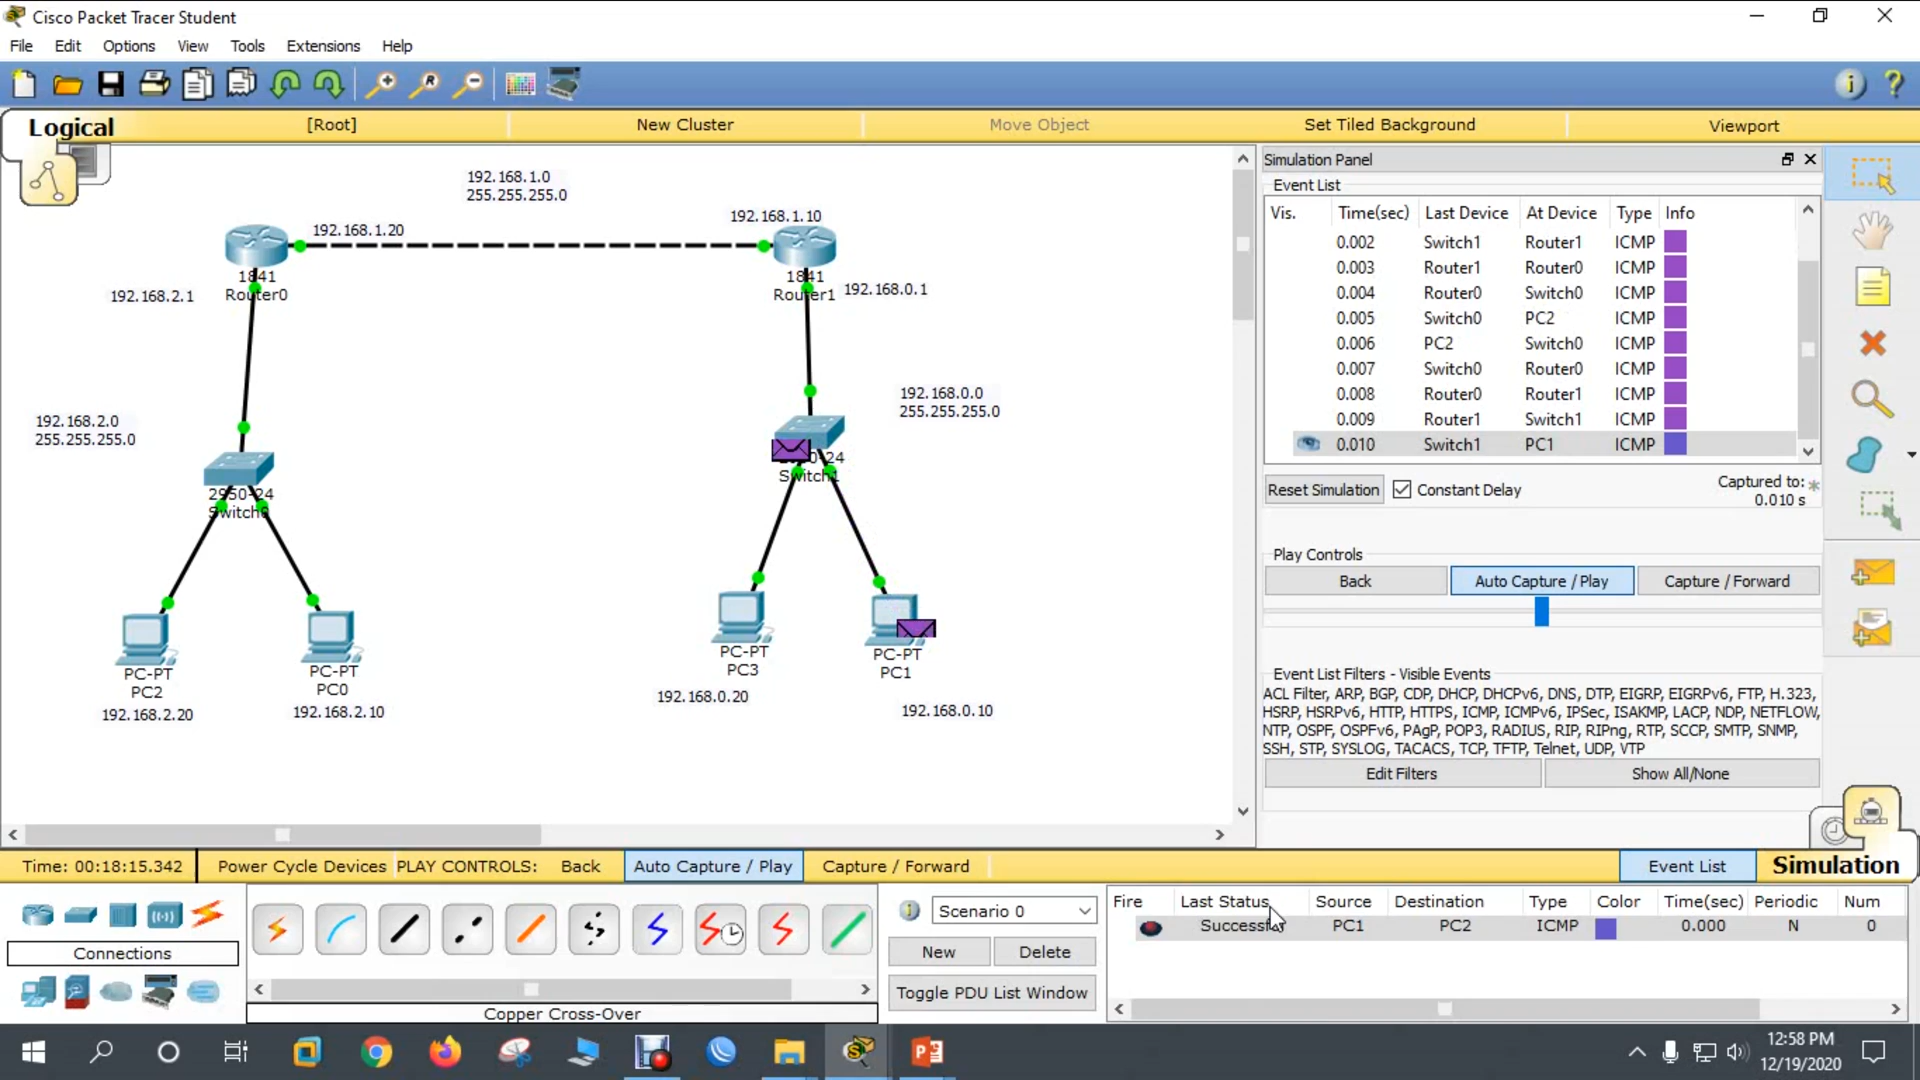 Cisco Packet Tracer Student
File Edit Options View Tools Extensions Help
Logical [Root] New Cluster Move Object Set Tiled Background Viewport
192.168.1.0
255.255.255.0
192.168.1.20
192.168.1.10
1841
Router0
192.168.2.1
1841
Router1
192.168.0.1
192.168.2.0
255.255.255.0
192.168.0.0
255.255.255.0
2950-24
Switch0
Switch1
PC-PT
PC2
192.168.2.20
PC-PT
PC0
192.168.2.10
PC-PT
PC3
192.168.0.20
PC-PT
PC1
192.168.0.10
Simulation Panel
Event List
Vis. Time(sec) Last Device At Device Type Info
0.002 Switch1 Router1 ICMP
0.003 Router1 Router0 ICMP
0.004 Router0 Switch0 ICMP
0.005 Switch0 PC2 ICMP
0.006 PC2 Switch0 ICMP
0.007 Switch0 Router0 ICMP
0.008 Router0 Router1 ICMP
0.009 Router1 Switch1 ICMP
0.010 Switch1 PC1 ICMP
Reset Simulation Constant Delay Captured to: *
0.010 s
Play Controls
Back Auto Capture / Play Capture / Forward
Event List Filters - Visible Events
ACL Filter, ARP, BGP, CDP, DHCP, DHCPv6, DNS, DTP, EIGRP, EIGRPv6, FTP, H.323,
HSRP, HSRPv6, HTTP, HTTPS, ICMP, ICMPv6, IPSec, ISAKMP, LACP, NDP, NETFLOW,
NTP, OSPF, OSPFv6, PAgP, POP3, RADIUS, RIP, RIPng, RTP, SCCP, SMTP, SNMP,
SSH, STP, SYSLOG, TACACS, TCP, TFTP, Telnet, UDP, VTP
Edit Filters Show All/None
Time: 00:18:15.342 Power Cycle Devices PLAY CONTROLS: Back Auto Capture / Play Capture / Forward Event List Simulation
Connections
Copper Cross-Over
Scenario 0
New Delete
Toggle PDU List Window
Fire Last Status Source Destination Type Color Time(sec) Periodic Num
PC1 PC2 ICMP 0.000 N 0
12:58 PM
12/19/2020